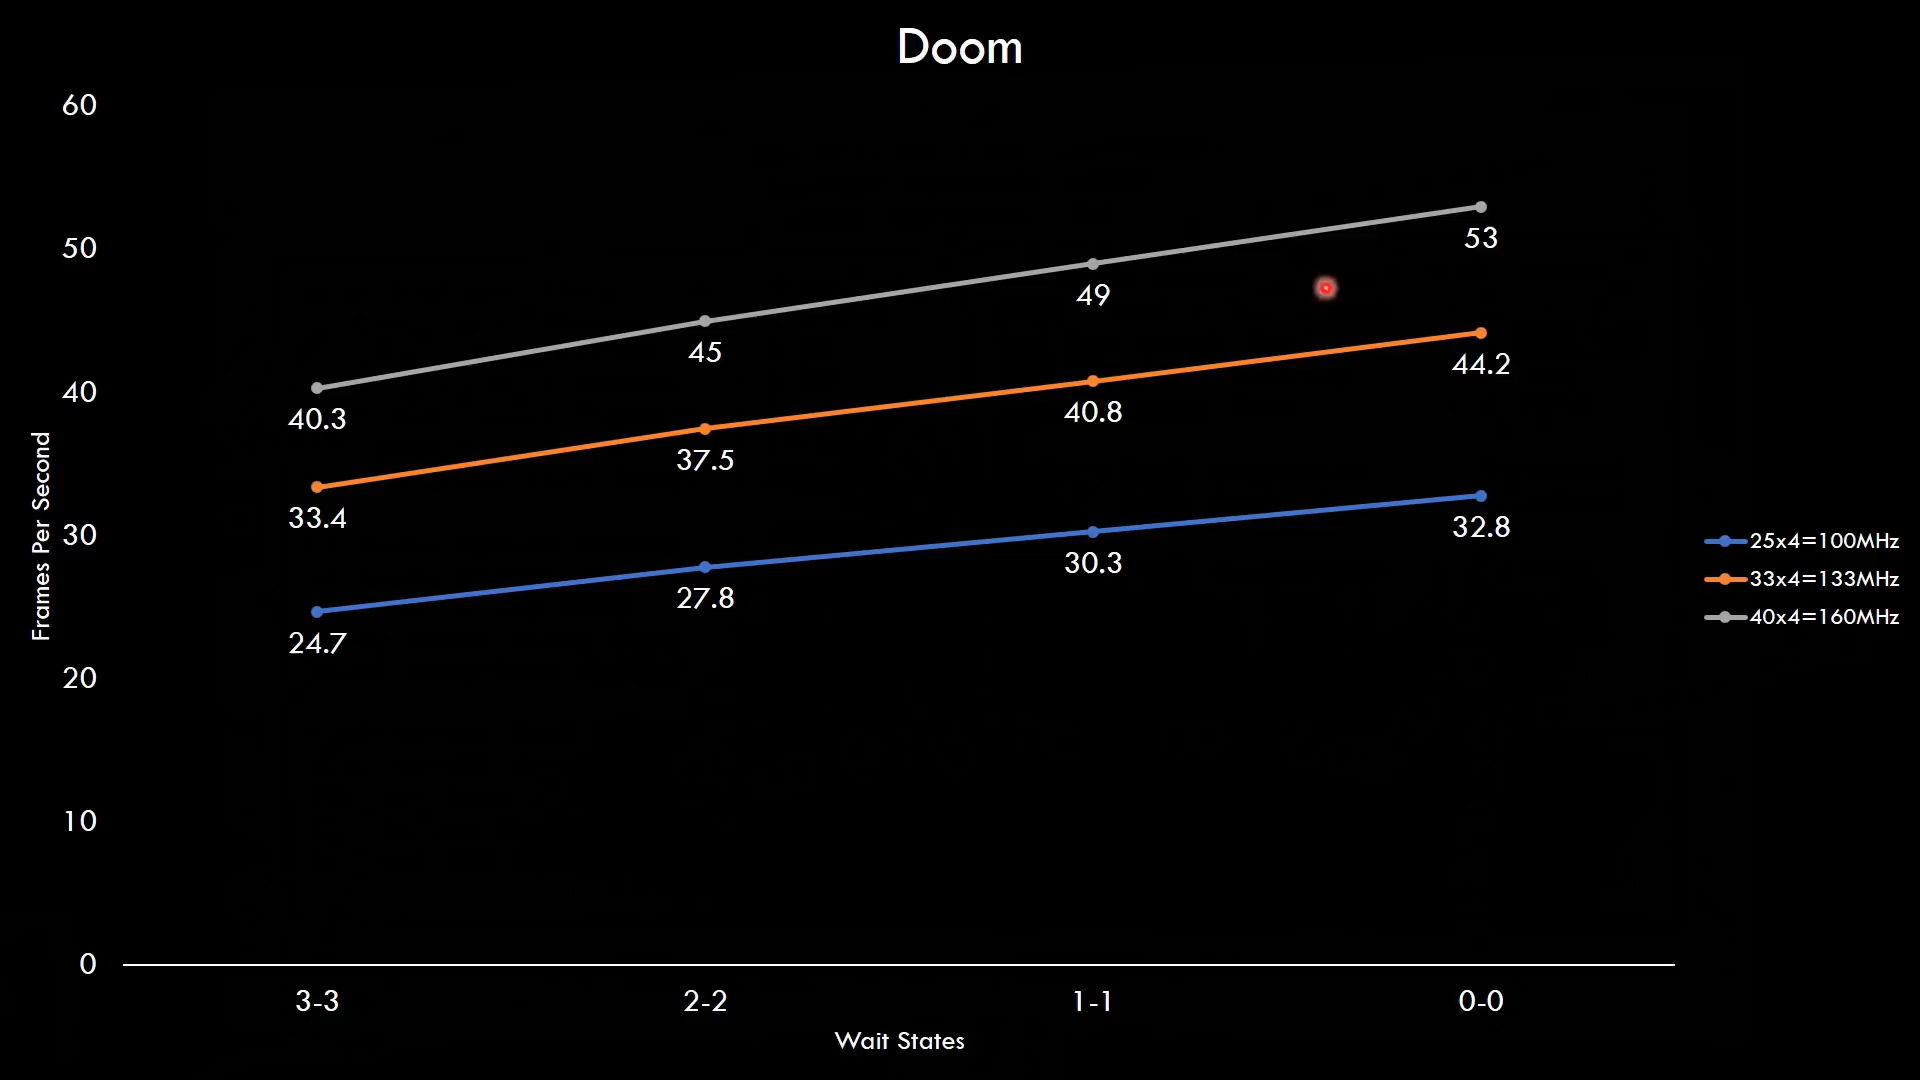 Doom
60
50
40
30
20
10
0
Frames Per Second
53
49
45
40.3
44.2
40.8
37.5
33.4
32.8
30.3
27.8
24.7
25x4=100MHz
33x4=133MHz
40x4=160MHz
3-3 2-2 1-1 0-0
Wait States